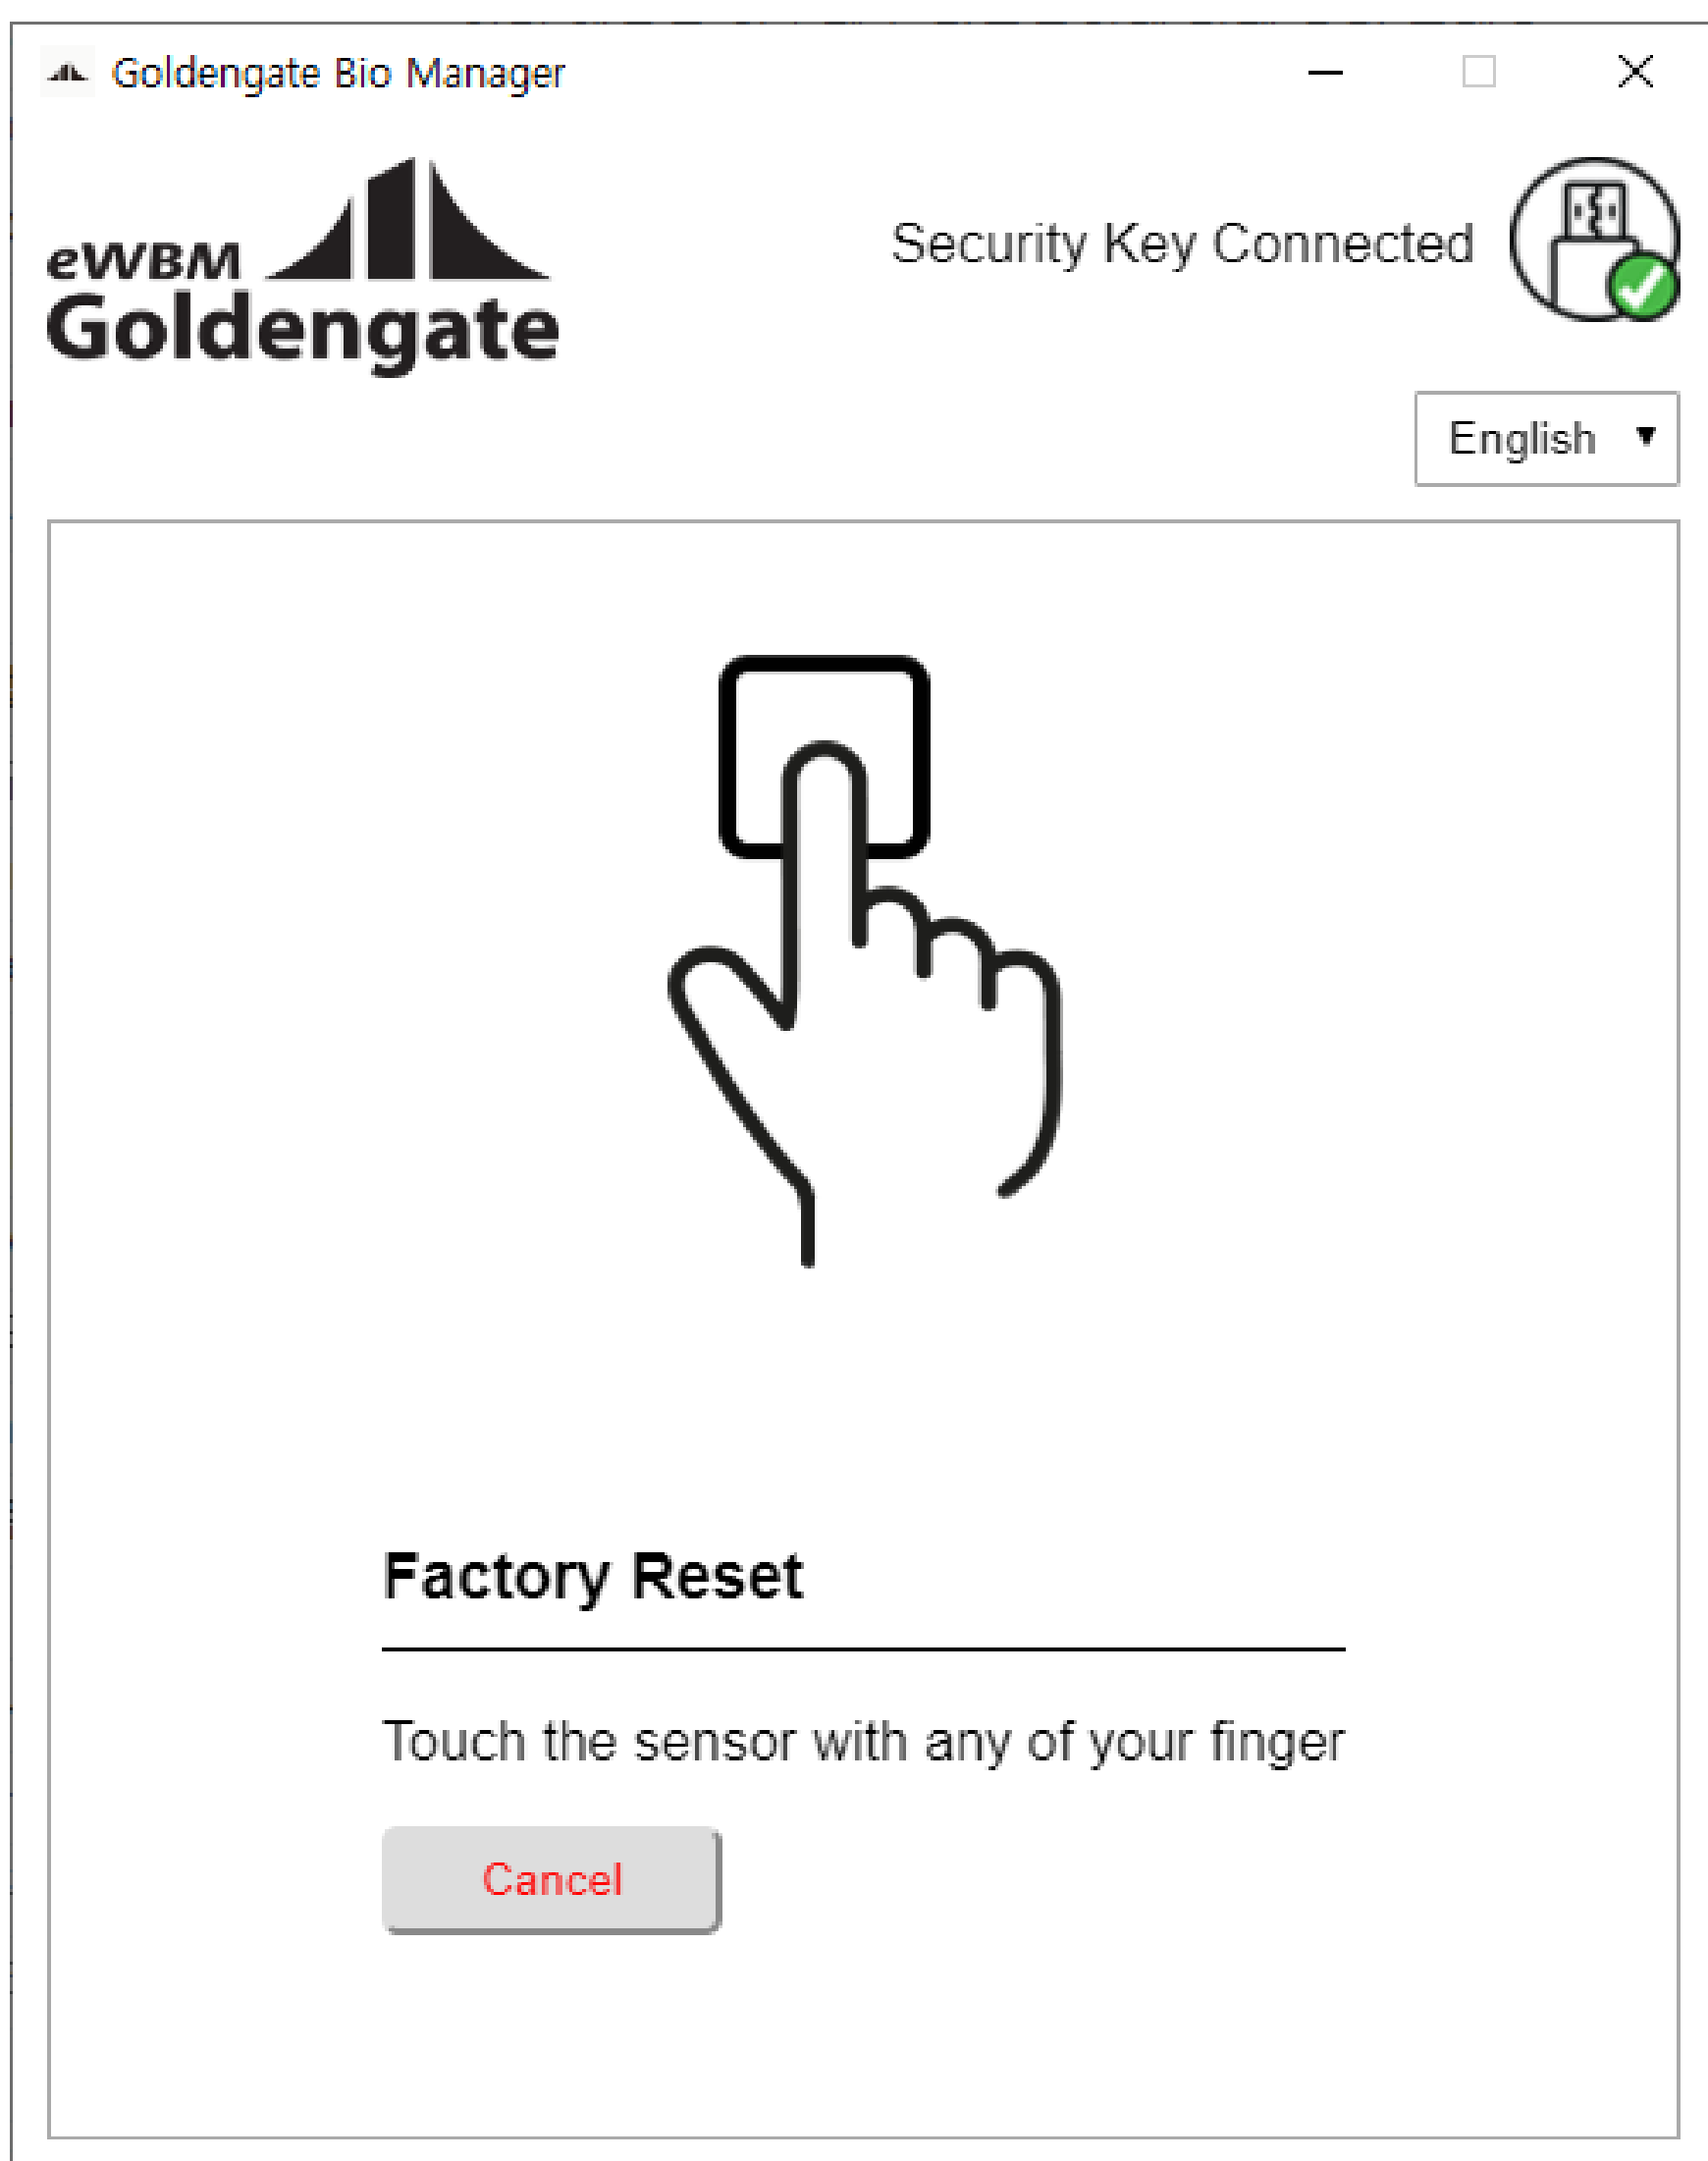 Goldengate Bio Manager
eWBM
Goldengate
Security Key Connected
English
Factory Reset
Touch the sensor with any of your finger
Cancel